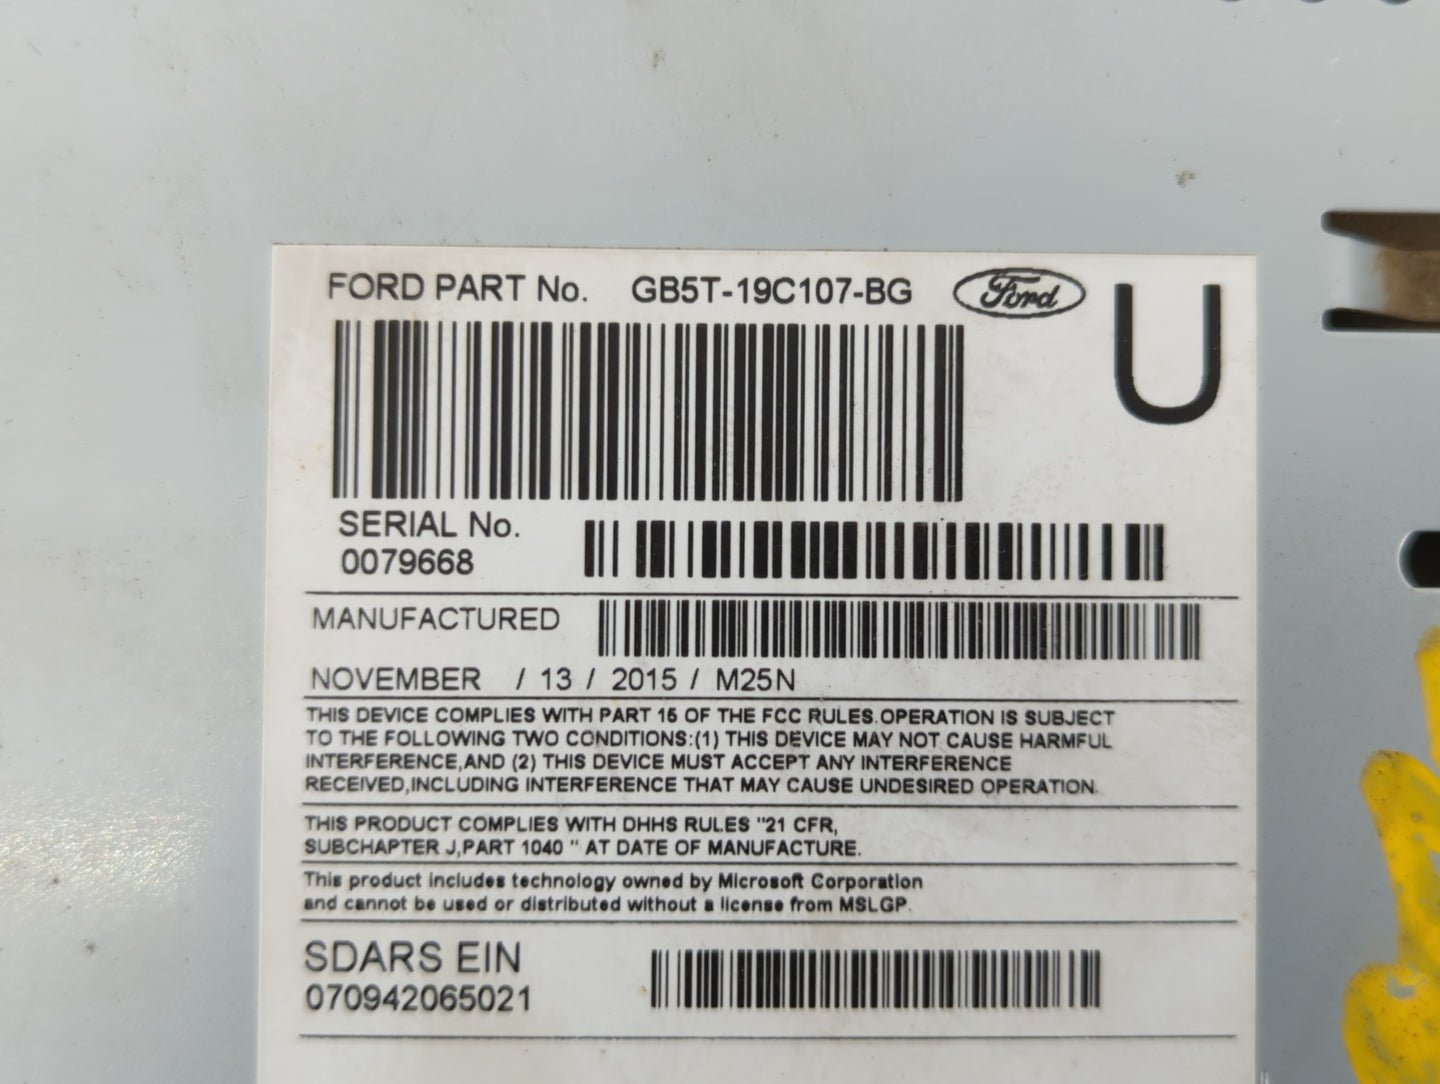 FORD PART No. GB5T-19C107-BG Ford U
SERIAL No.
0079668
MANUFACTURED
NOVEMBER / 13 / 2015 / M25N
THIS DEVICE COMPLIES WITH PART 15 OF THE FCC RULES.OPERATION IS SUBJECT
TO THE FOLLOWING TWO CONDITIONS:(1) THIS DEVICE MAY NOT CAUSE HARMFUL
INTERFERENCE,AND (2) THIS DEVICE MUST ACCEPT ANY INTERFERENCE
RECEIVED,INCLUDING INTERFERENCE THAT MAY CAUSE UNDESIRED OPERATION.
THIS PRODUCT COMPLIES WITH DHHS RULES "21 CFR,
SUBCHAPTER J,PART 1040 " AT DATE OF MANUFACTURE.
This product includes technology owned by Microsoft Corporation
and cannot be used or distributed without a license from MSLGP.
SDARS EIN
070942065021